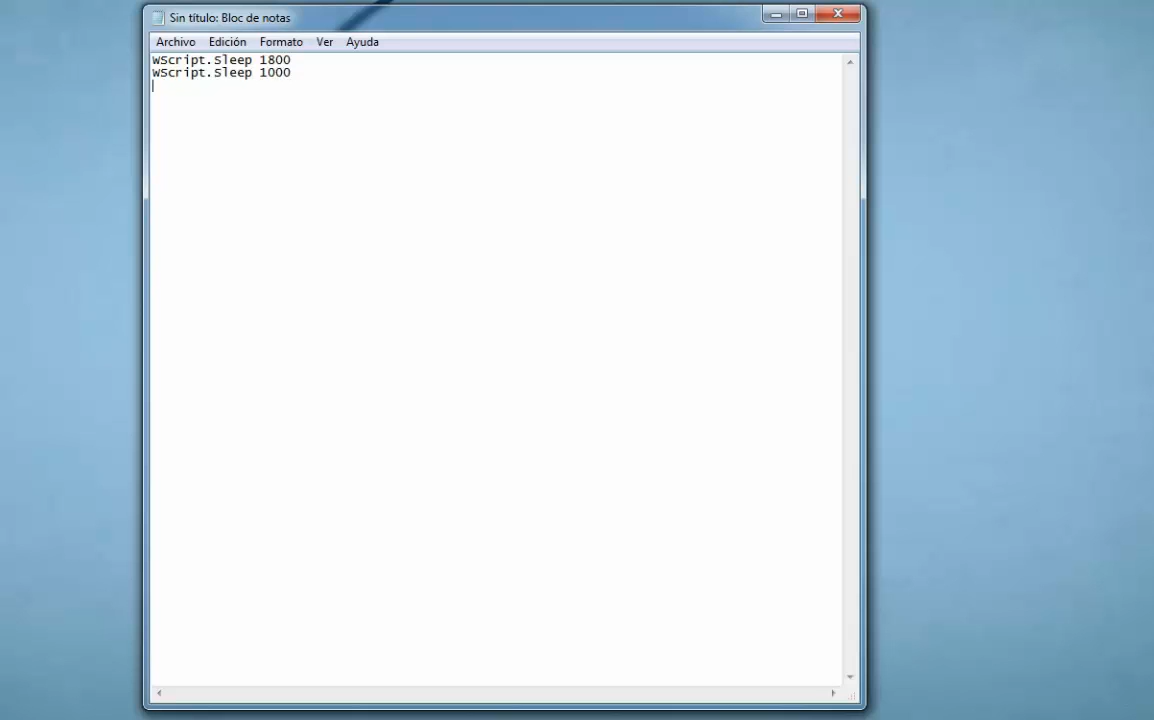 Sin título: Bloc de notas
Archivo Edición Formato Ver Ayuda
WScript.Sleep 1800
WScript.Sleep 1000